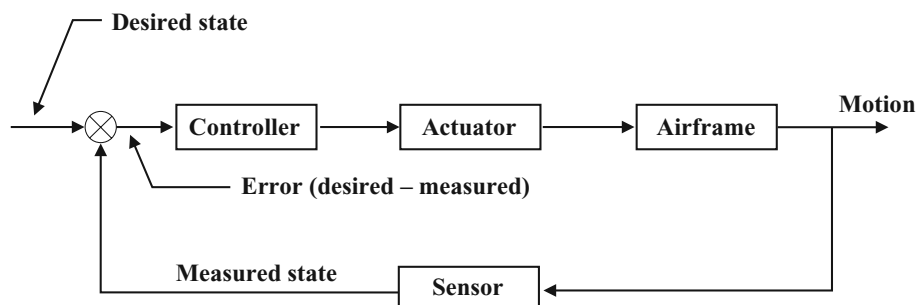 Desired state
Motion
Controller
Actuator
Airframe
Error (desired – measured)
Measured state
Sensor